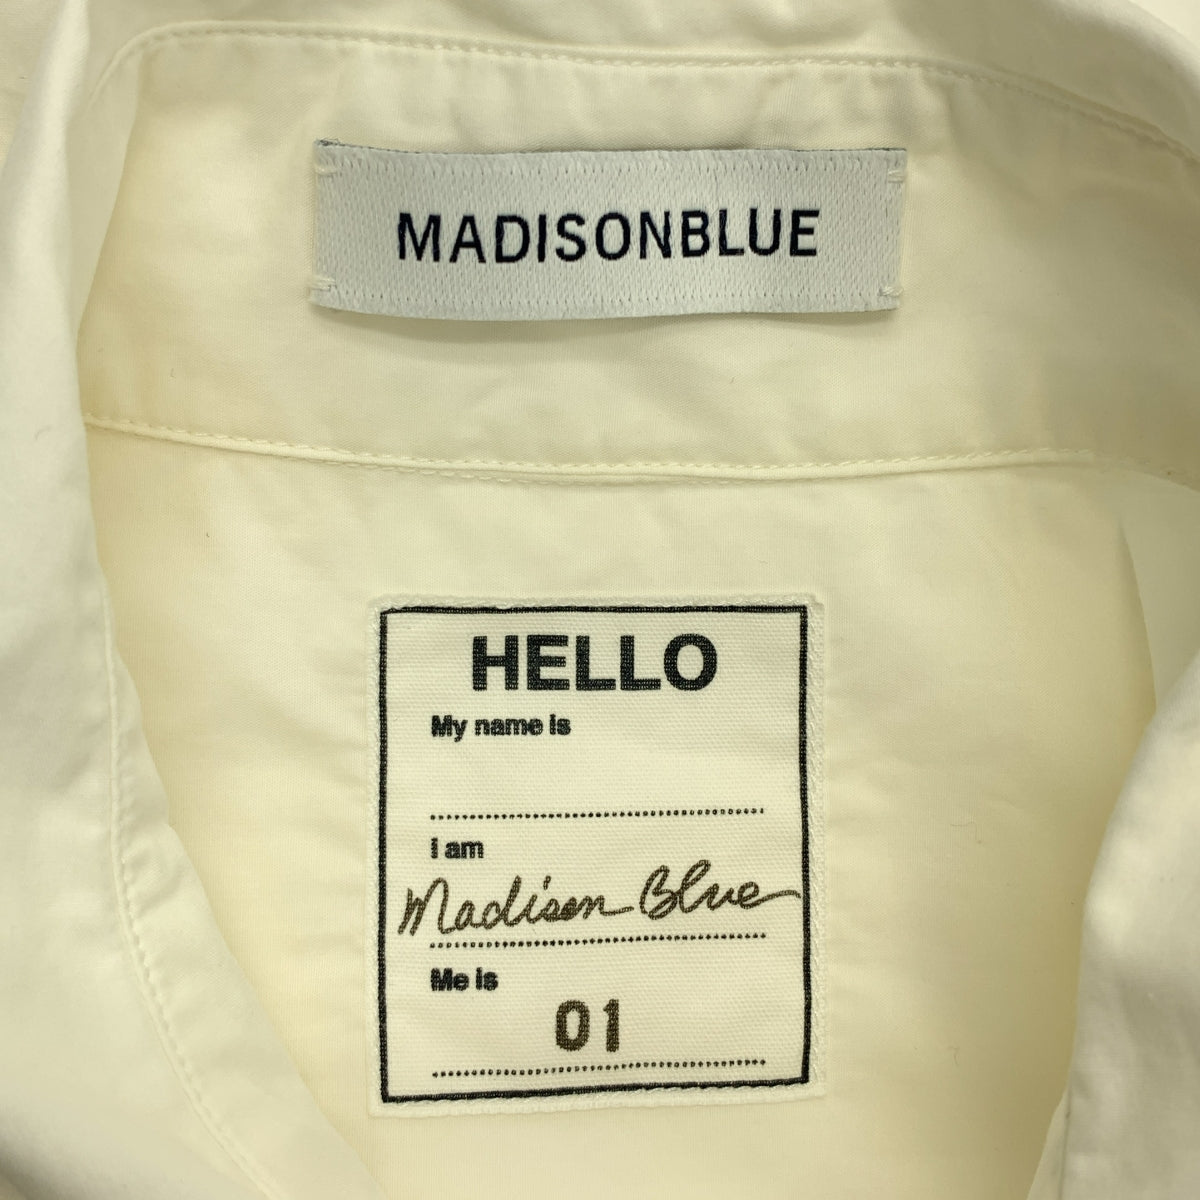 MADISONBLUE
HELLO
My name is
I am
Madison Blue
Me is
01